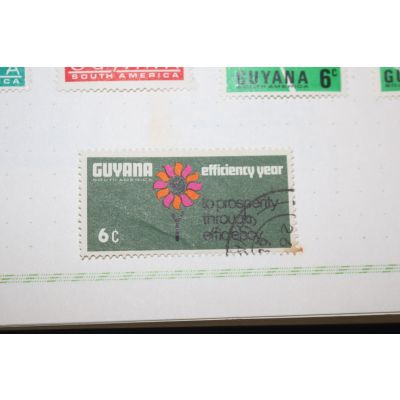 SOUTH AMERICA
GUYANA 6c
SOUTH AMERICA
GUYANA efficiency year
SOUTH AMERICA
to prosperity
through
efficiency
6c